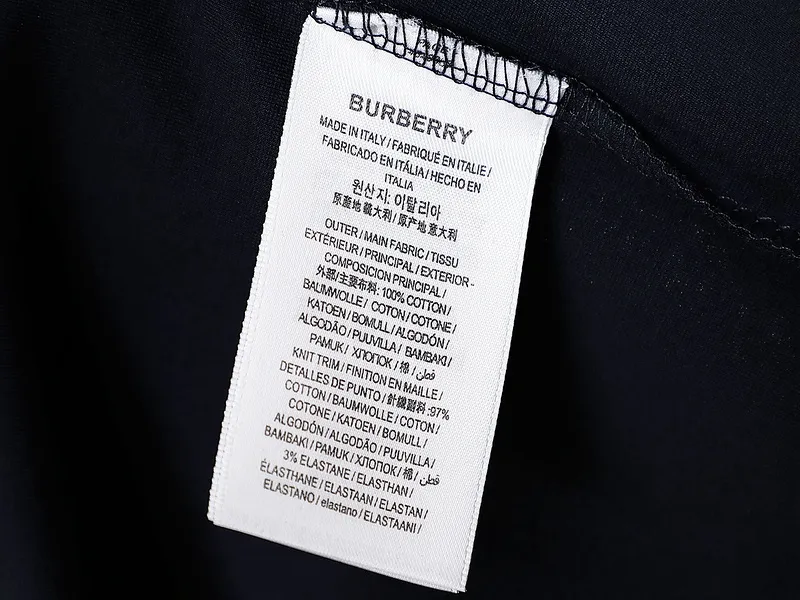 BURBERRY
MADE IN ITALY / FABRIQUÉ EN ITALIE /
FABRICADO EN ITÁLIA / HECHO EN
ITALIA
원산지: 이탈리아
原產地 義大利 / 原产地 意大利
OUTER / MAIN FABRIC / TISSU
EXTÉRIEUR / PRINCIPAL / EXTERIOR -
COMPOSICION PRINCIPAL /
外部/主要布料: 100% COTTON /
BAUMWOLLE / COTON / COTONE /
KATOEN / BOMULL / ALGODÓN /
ALGODÃO / PUUVILLA / BAMBAKI /
PAMUK / ХЛОПОК / 棉 / قطن
KNIT TRIM / FINITION EN MAILLE /
DETALLES DE PUNTO / 針織副料 :97%
COTTON / BAUMWOLLE / COTON /
COTONE / KATOEN / BOMULL /
ALGODÓN / ALGODÃO / PUUVILLA /
BAMBAKI / PAMUK / ХЛОПОК / 棉 / قطن
3% ELASTANE / ELASTHAN /
ÉLASTHANE / ELASTAAN / ELASTAN /
ELASTANO / elastano / ELASTAANI /